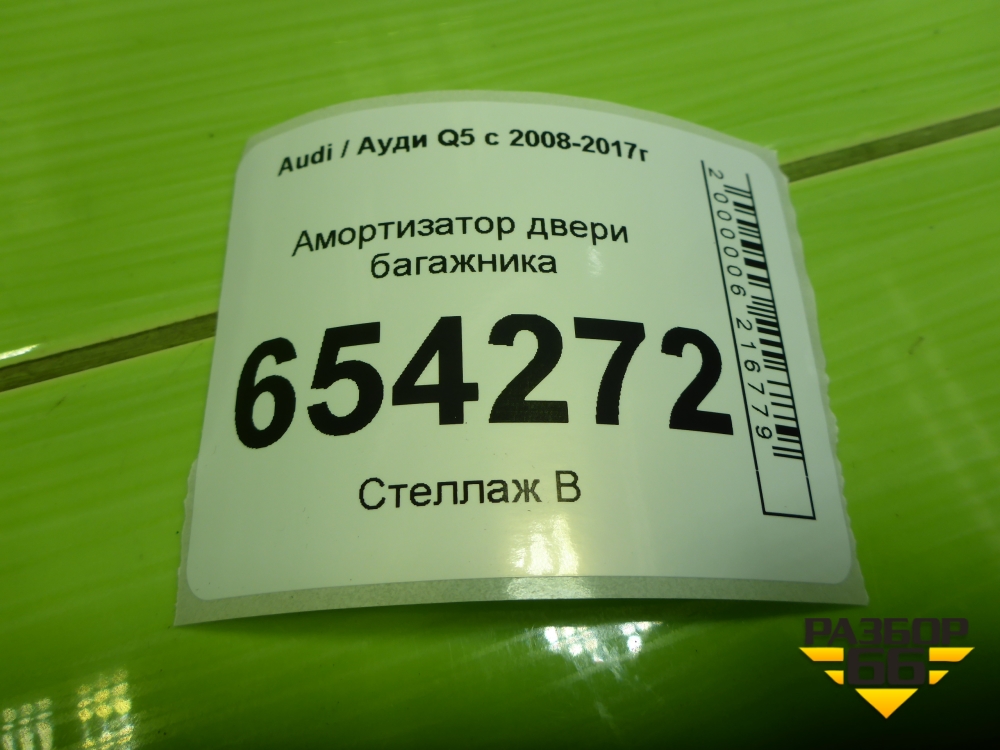 Audi / Ауди Q5 с 2008-2017г
Амортизатор двери
багажника
654272
Стеллаж В
2000006216779
РАЗБОР
66